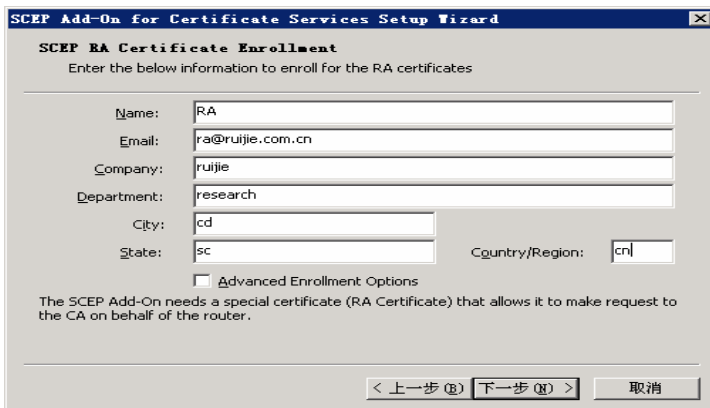 SCEP Add-On for Certificate Services Setup Wizard
SCEP RA Certificate Enrollment
Enter the below information to enroll for the RA certificates
Name: RA
Email: ra@ruijie.com.cn
Company: ruijie
Department: research
City: cd
State: sc Country/Region: cn
Advanced Enrollment Options
The SCEP Add-On needs a special certificate (RA Certificate) that allows it to make request to
the CA on behalf of the router.
< 上一步(B) 下一步(N) > 取消